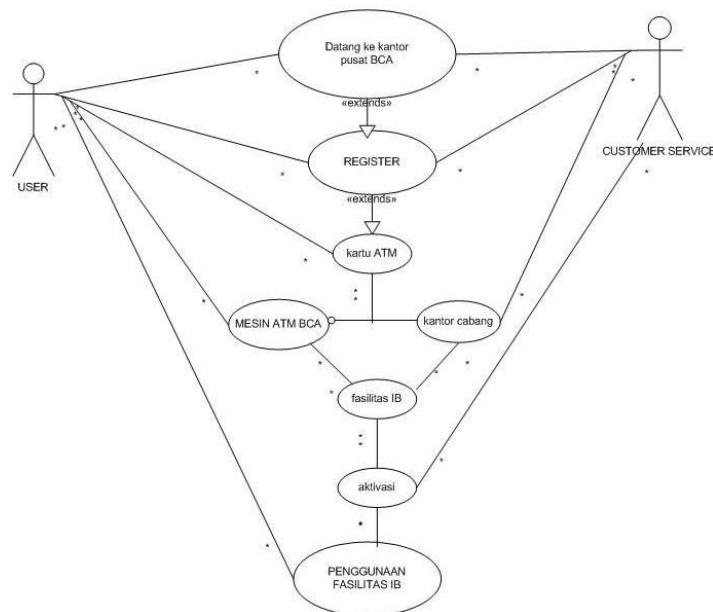 Datang ke kantor
pusat BCA
*
*
*
*
«extends»
* *
* *
*
REGISTER
CUSTOMER SERVICE
USER
*
*
*
«extends»
kartu ATM
*
*
*
*
*
MESIN ATM BCA
kantor cabang
*
*
*
*
fasilitas IB
*
*
*
aktivasi
*
*
PENGGUNAAN
FASILITAS IB